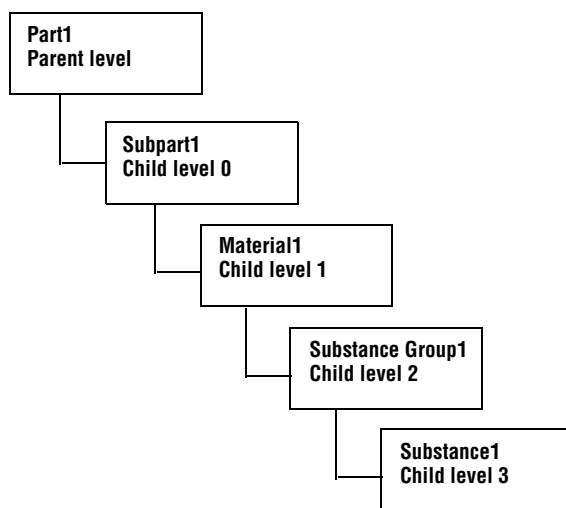 Part1
Parent level
Subpart1
Child level 0
Material1
Child level 1
Substance Group1
Child level 2
Substance1
Child level 3